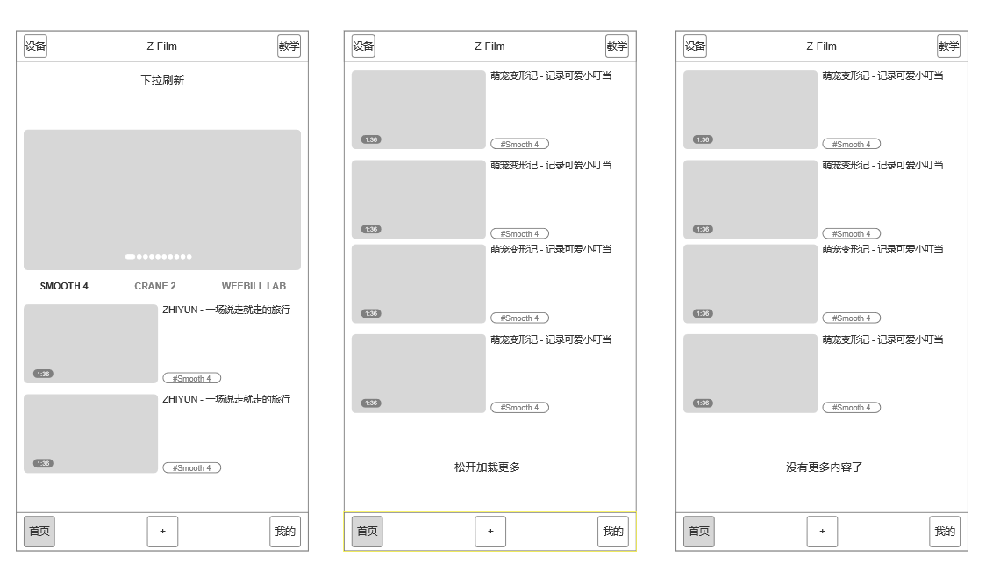 设备
Z Film
教学
下拉刷新
SMOOTH 4
CRANE 2
WEEBILL LAB
ZHIYUN - 一场说走就走的旅行
1:36
#Smooth 4
ZHIYUN - 一场说走就走的旅行
1:36
#Smooth 4
首页
+
我的
设备
Z Film
教学
萌宠变形记 - 记录可爱小叮当
1:36
#Smooth 4
萌宠变形记 - 记录可爱小叮当
1:36
#Smooth 4
萌宠变形记 - 记录可爱小叮当
1:36
#Smooth 4
萌宠变形记 - 记录可爱小叮当
1:36
#Smooth 4
松开加载更多
首页
+
我的
设备
Z Film
教学
萌宠变形记 - 记录可爱小叮当
1:36
#Smooth 4
萌宠变形记 - 记录可爱小叮当
1:36
#Smooth 4
萌宠变形记 - 记录可爱小叮当
1:36
#Smooth 4
萌宠变形记 - 记录可爱小叮当
1:36
#Smooth 4
没有更多内容了
首页
+
我的